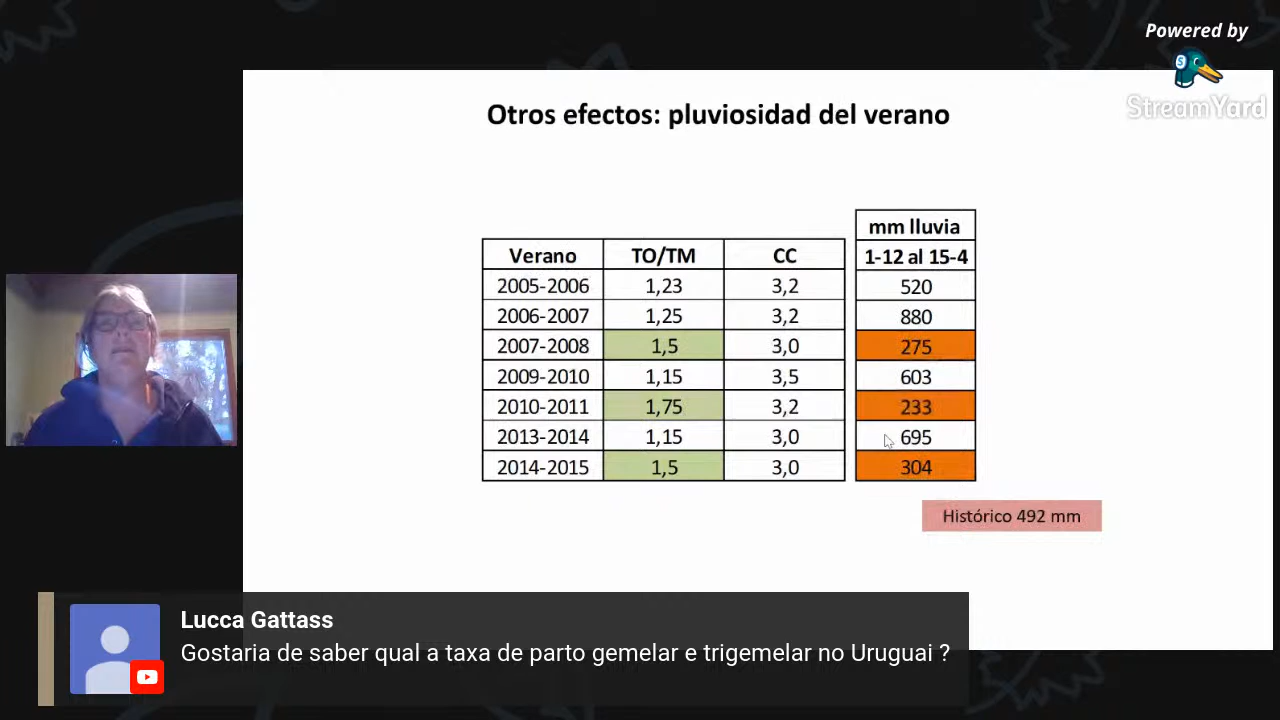 Powered by
StreamYard
Otros efectos: pluviosidad del verano
mm lluvia
Verano TO/TM CC 1-12 al 15-4
2005-2006 1,23 3,2 520
2006-2007 1,25 3,2 880
2007-2008 1,5 3,0 275
2009-2010 1,15 3,5 603
2010-2011 1,75 3,2 233
2013-2014 1,15 3,0 695
2014-2015 1,5 3,0 304
Histórico 492 mm
Lucca Gattass
Gostaria de saber qual a taxa de parto gemelar e trigemelar no Uruguai ?